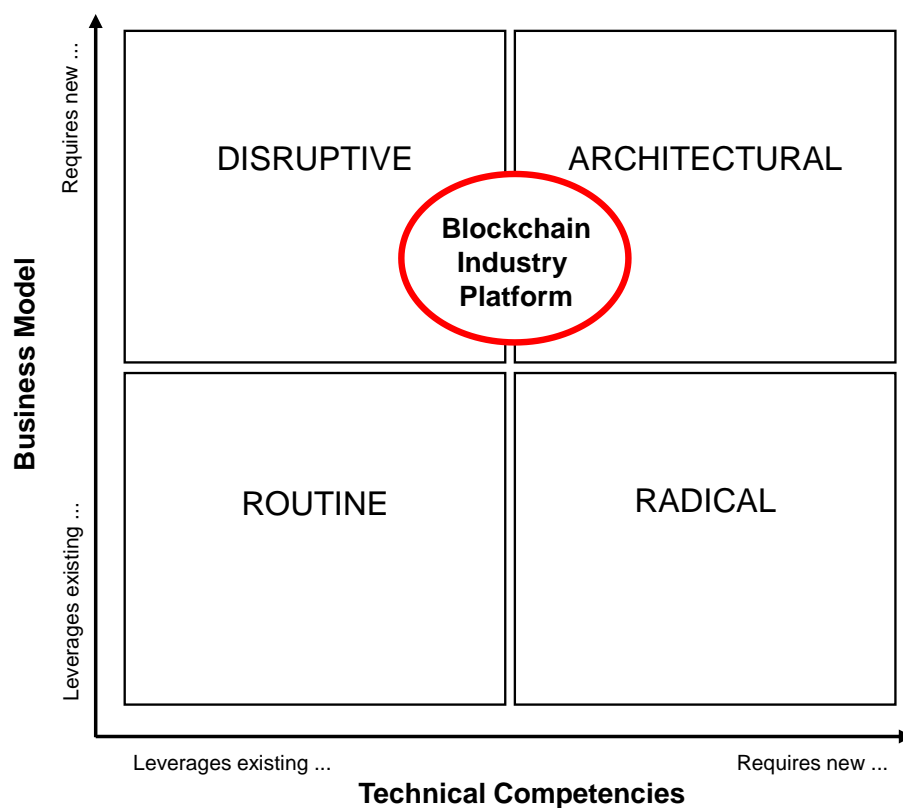 Requires new ...
DISRUPTIVE
ARCHITECTURAL
Blockchain
Industry
Platform
Business Model
ROUTINE
RADICAL
Leverages existing ...
Leverages existing ...
Requires new ...
Technical Competencies